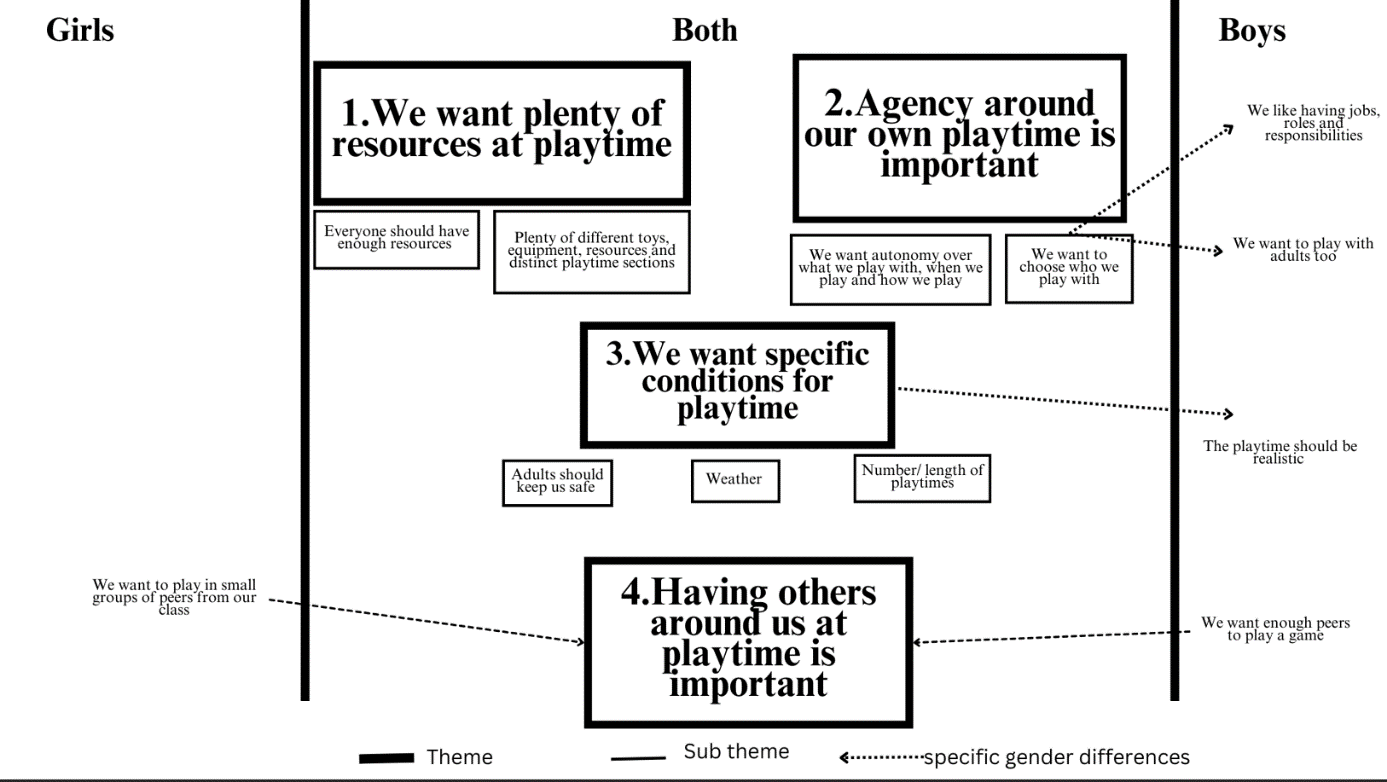 Girls
Both
Boys
1.We want plenty of
resources at playtime
2.Agency around
our own playtime is
important
We like having jobs,
roles and
responsibilities
Everyone should have
enough resources
Plenty of different toys,
equipment, resources and
distinct playtime sections
We want autonomy over
what we play with, when we
play and how we play
We want to
choose who we
play with
We want to play with
adults too
3.We want specific
conditions for
playtime
The playtime should be
realistic
Adults should
keep us safe
Weather
Number/ length of
playtimes
We want to play in small
groups of peers from our
class
4.Having others
around us at
playtime is
important
We want enough peers
to play a game
Theme
Sub theme
specific gender differences